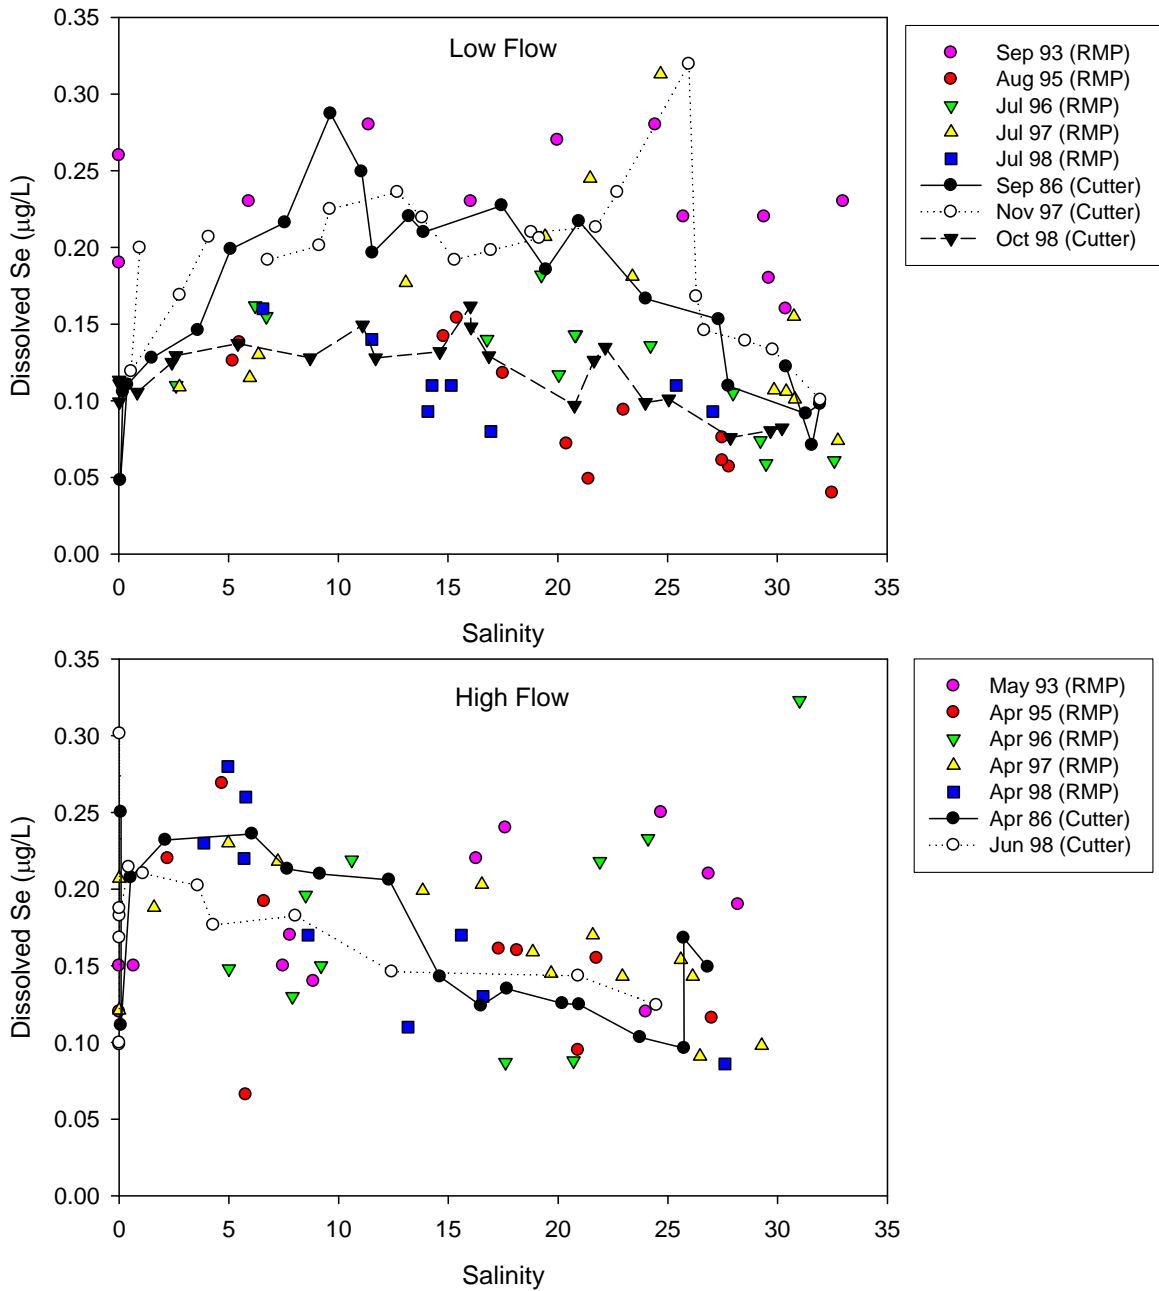 Low Flow
Dissolved Se (µg/L)
0.35
0.30
0.25
0.20
0.15
0.10
0.05
0.00
0 5 10 15 20 25 30 35
Salinity
Sep 93 (RMP)
Aug 95 (RMP)
Jul 96 (RMP)
Jul 97 (RMP)
Jul 98 (RMP)
Sep 86 (Cutter)
Nov 97 (Cutter)
Oct 98 (Cutter)
High Flow
Dissolved Se (µg/L)
0.35
0.30
0.25
0.20
0.15
0.10
0.05
0.00
0 5 10 15 20 25 30 35
Salinity
May 93 (RMP)
Apr 95 (RMP)
Apr 96 (RMP)
Apr 97 (RMP)
Apr 98 (RMP)
Apr 86 (Cutter)
Jun 98 (Cutter)